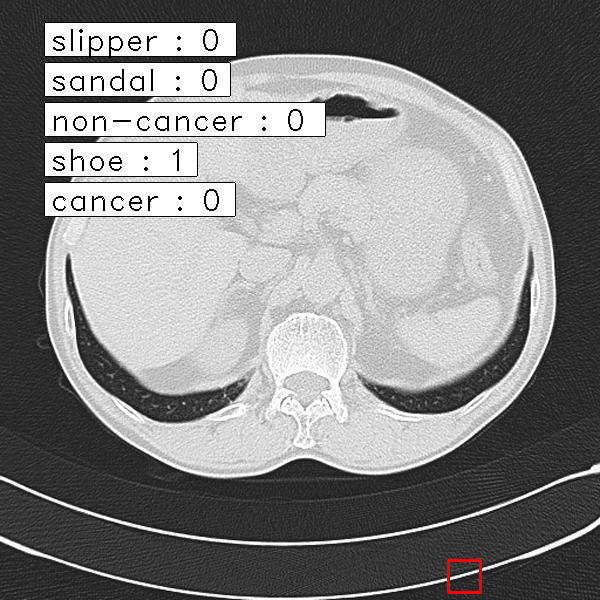 slipper : 0
sandal : 0
non-cancer : 0
shoe : 1
cancer : 0